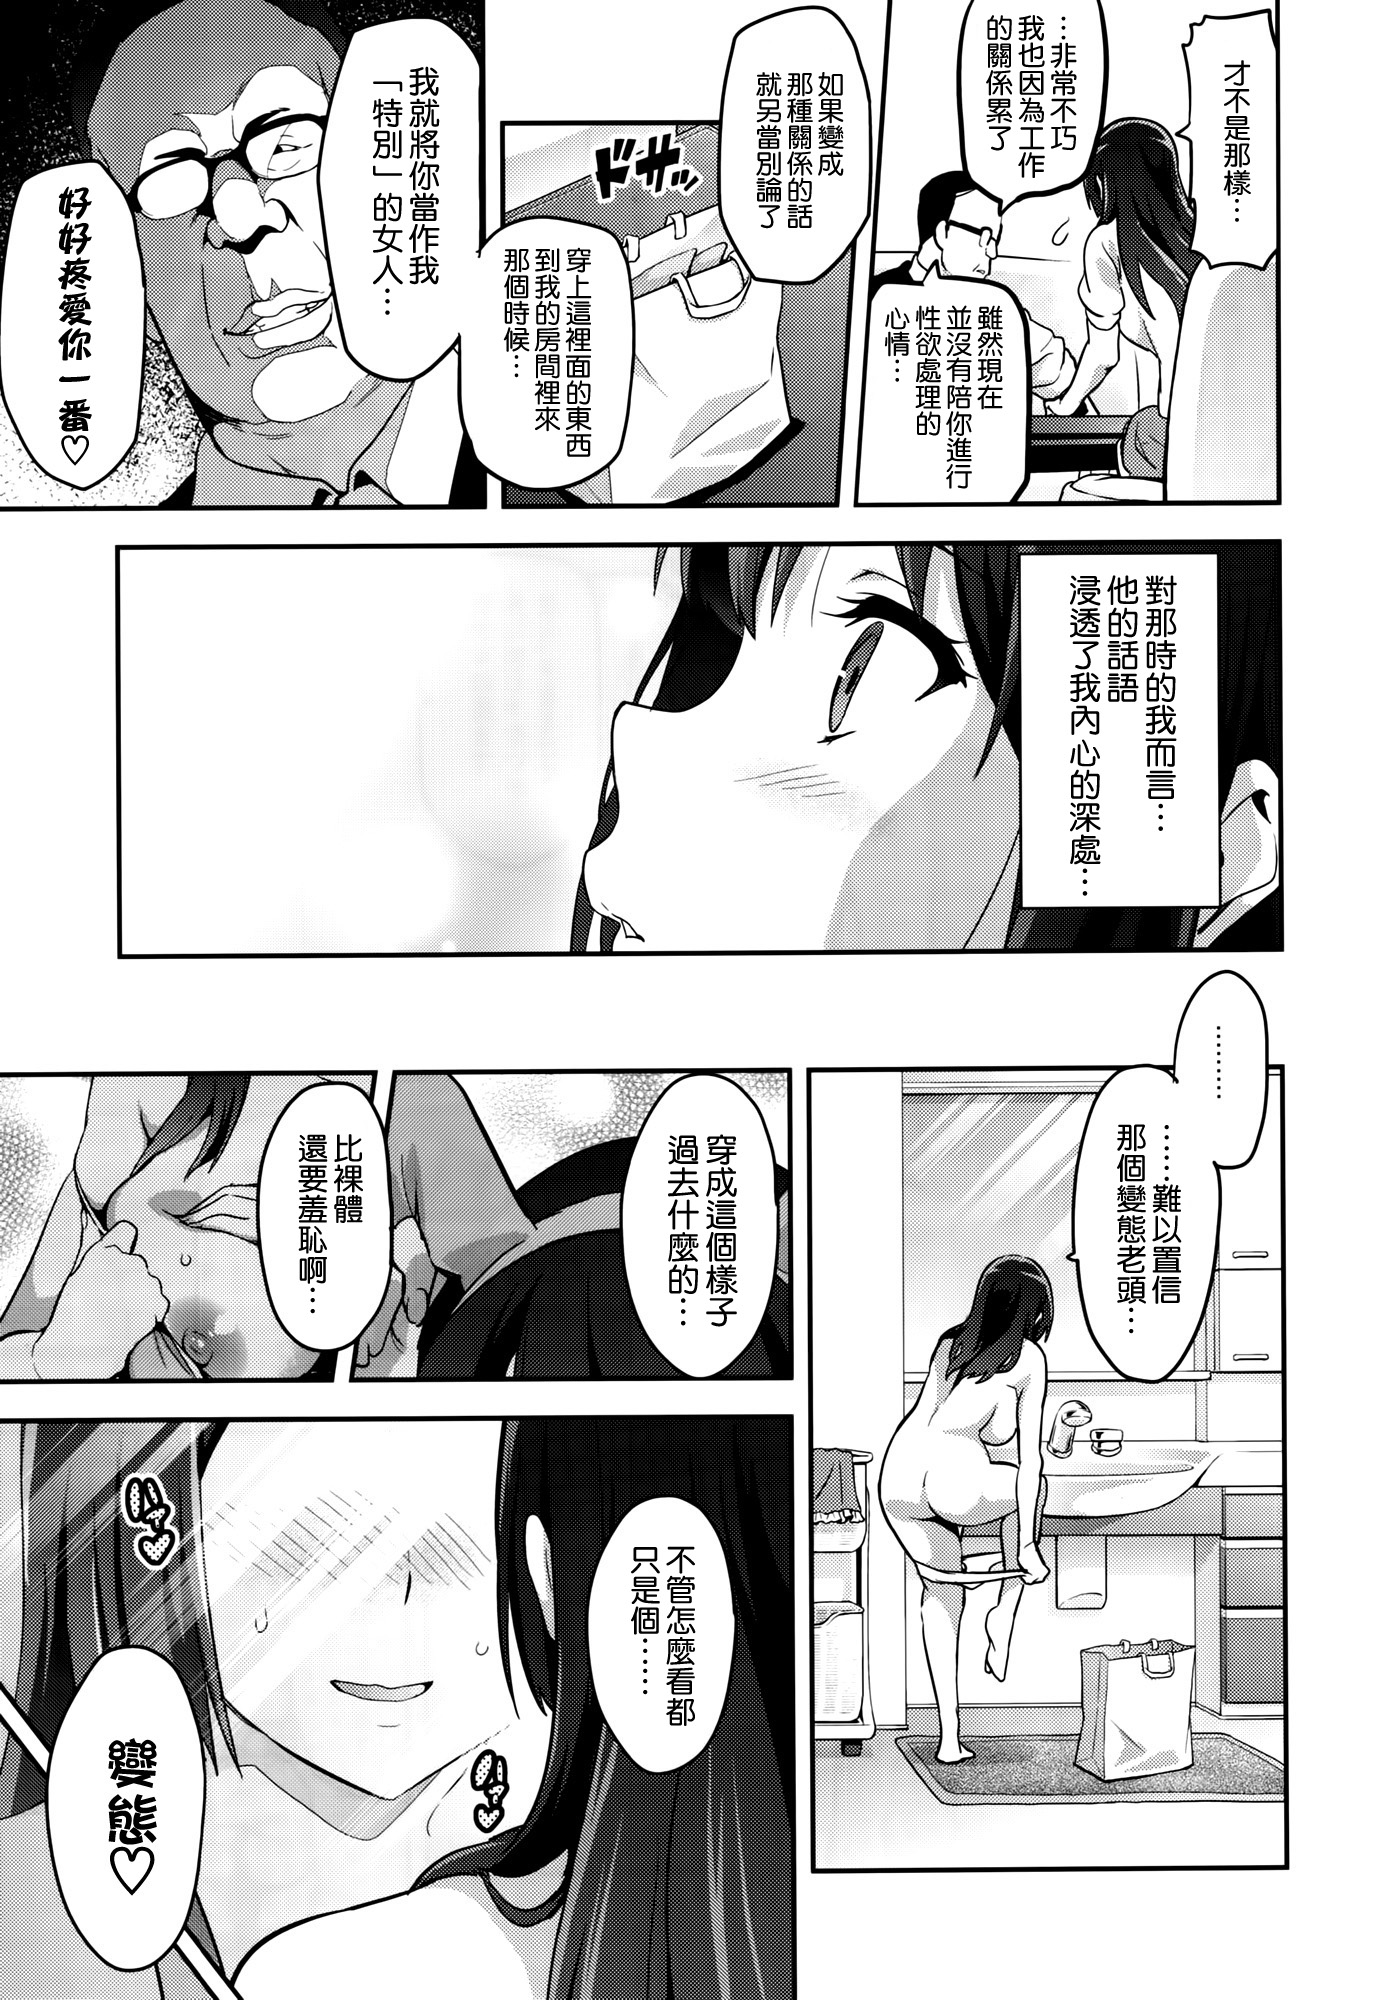 才不是那樣…
…非常不巧
我也因為工作
的關係累了
雖然現在
並沒有陪你進行
性欲處理的
心情…
如果變成
那種關係的話
就另當別論了
ドサッ
穿上這裡面的東西
到我的房間裡來
那個時候…
我就將你當作我
「特別」的女人…
好好疼愛你一番♡
對那時的我而言…
他的話語
浸透了我內心的深處…
………
……難以置信
那個變態老頭…
穿成這個樣子
過去什麼的…
比裸體
還要羞恥啊…
不管怎麼看都
只是個……
變態♡